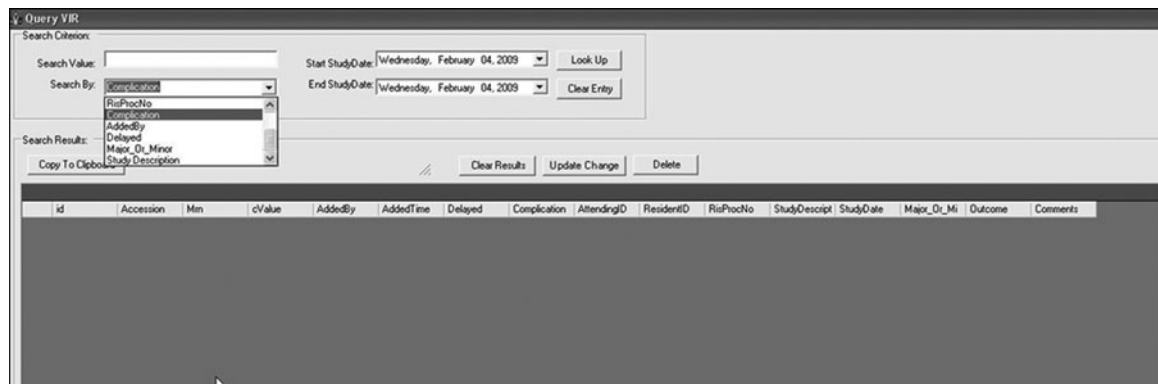 Query VIR
Search Criterion:
Search Value:
Start StudyDate: Wednesday, February 04, 2009
Look Up
Search By: Complication
End StudyDate: Wednesday, February 04, 2009
Clear Entry
RisProcNo
Complication
AddedBy
Delayed
Major_Or_Minor
Study Description
Search Results:
Copy To Clipbo
Clear Results
Update Change
Delete
id Accession Mrn cValue AddedBy AddedTime Delayed Complication AttendingID ResidentID RisProcNo StudyDescript StudyDate Major_Or_Mi Outcome Comments